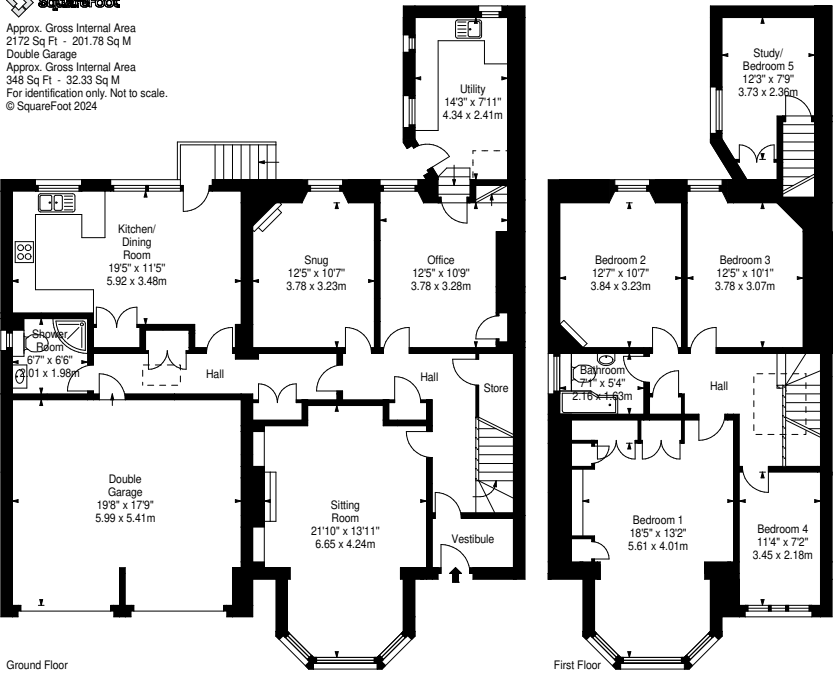 SquareFoot
Approx. Gross Internal Area
2172 Sq Ft - 201.78 Sq M
Double Garage
Approx. Gross Internal Area
348 Sq Ft - 32.33 Sq M
For identification only. Not to scale.
© SquareFoot 2024
Utility
14'3" x 7'11"
4.34 x 2.41m
Study/
Bedroom 5
12'3" x 7'9"
3.73 x 2.36m
Kitchen/
Dining
Room
19'5" x 11'5"
5.92 x 3.48m
Snug
12'5" x 10'7"
3.78 x 3.23m
Office
12'5" x 10'9"
3.78 x 3.28m
Bedroom 2
12'7" x 10'7"
3.84 x 3.23m
Bedroom 3
12'5" x 10'1"
3.78 x 3.07m
Shower
Room
6'7" x 6'6"
2.01 x 1.98m
Hall
Hall
Store
Bathroom
7'1" x 5'4"
2.16 x 1.63m
Hall
Double
Garage
19'8" x 17'9"
5.99 x 5.41m
Sitting
Room
21'10" x 13'11"
6.65 x 4.24m
Vestibule
Bedroom 1
18'5" x 13'2"
5.61 x 4.01m
Bedroom 4
11'4" x 7'2"
3.45 x 2.18m
Ground Floor
First Floor